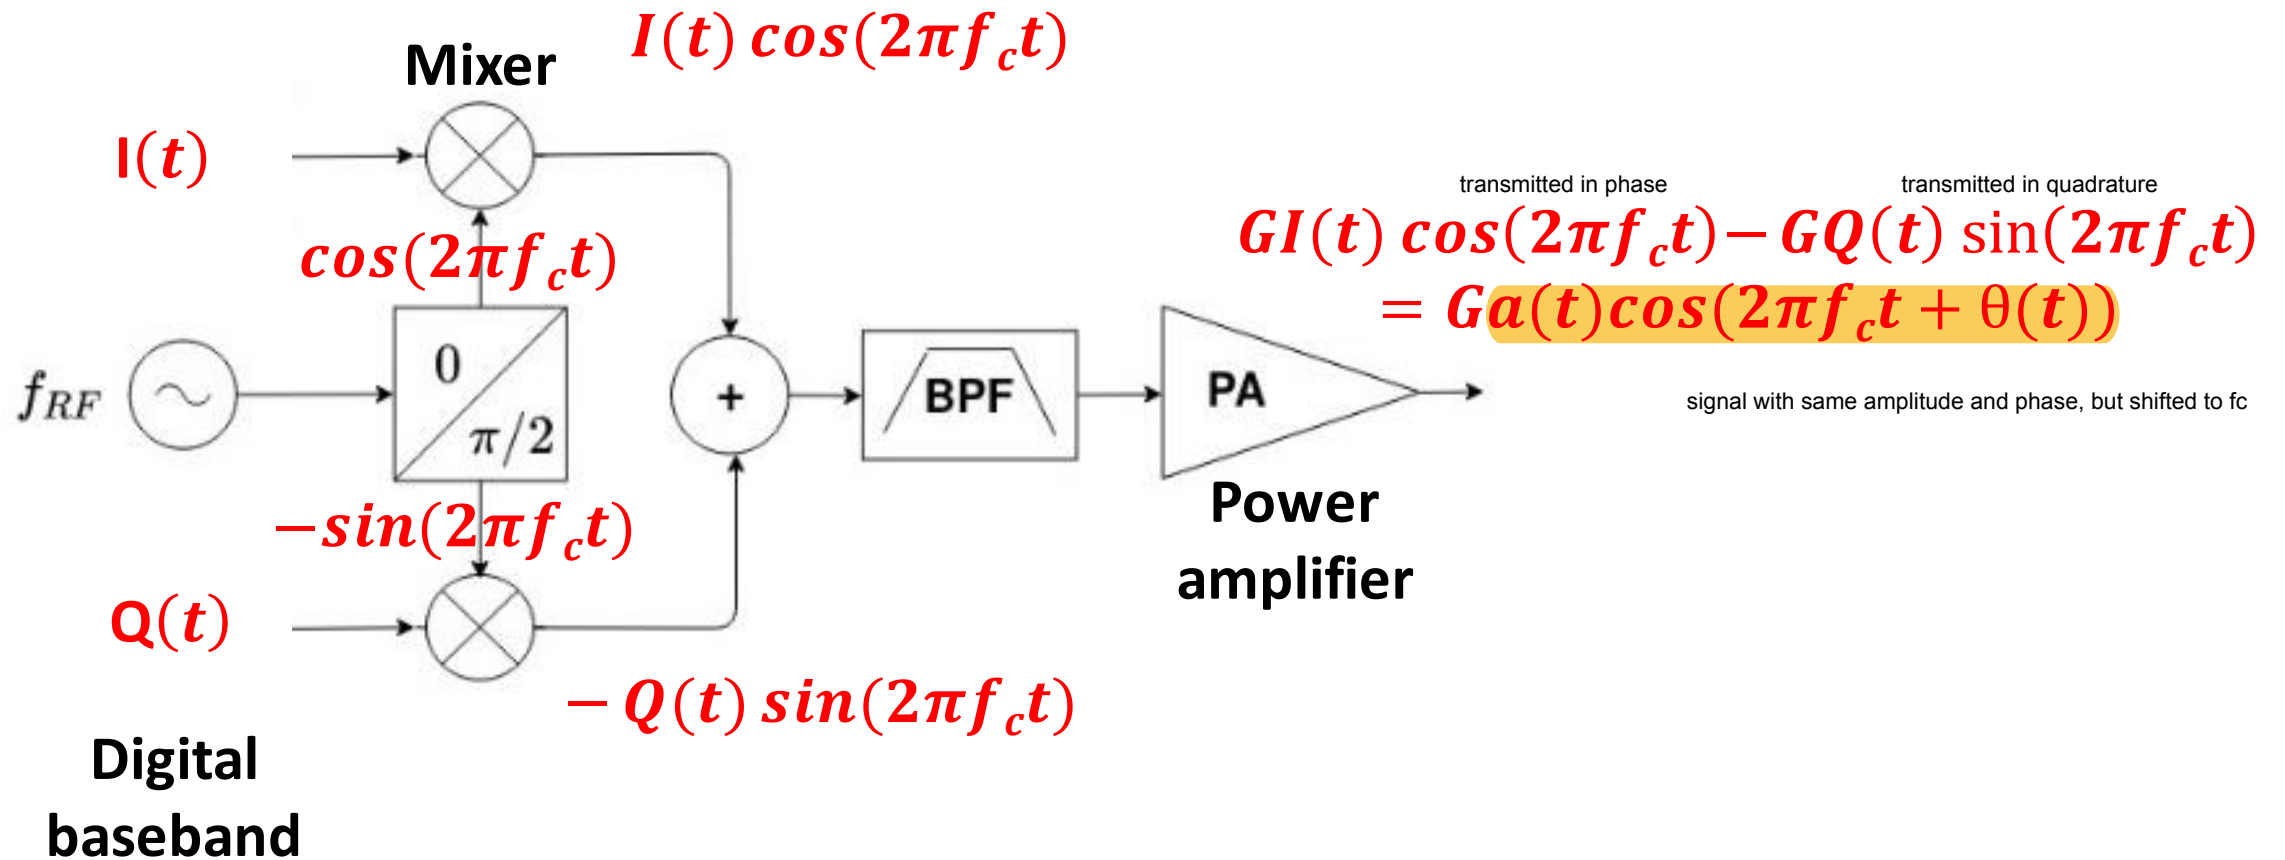 I(t) cos(2πf_c t)
Mixer
I(t)
transmitted in phase
transmitted in quadrature
GI(t) cos(2πf_c t) − GQ(t) sin(2πf_c t)
cos(2πf_c t)
= Ga(t)cos(2πf_c t + θ(t))
0
π/2
f_RF
+
BPF
PA
signal with same amplitude and phase, but shifted to fc
−sin(2πf_c t)
Power
amplifier
Q(t)
− Q(t) sin(2πf_c t)
Digital
baseband